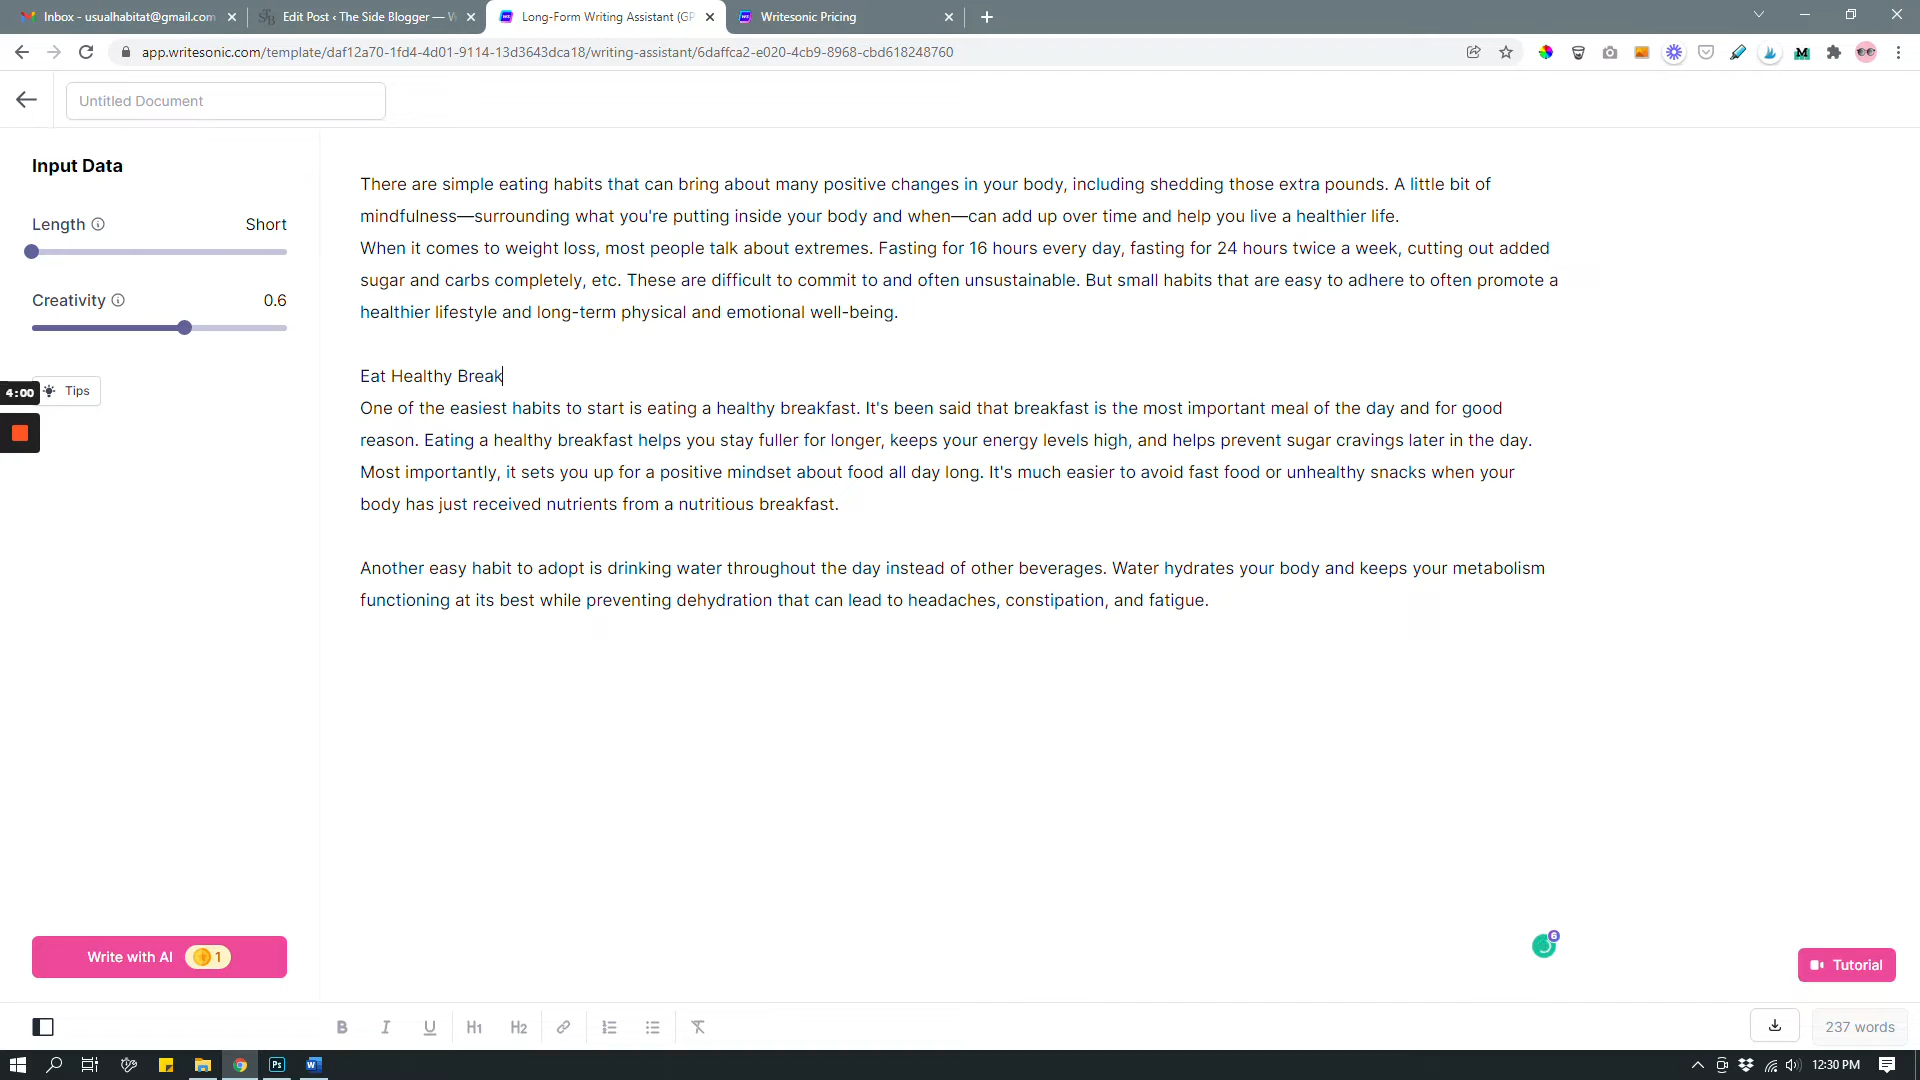 Inbox - usualhabitat@gmail.com
Edit Post ‹ The Side Blogger — W
Long-Form Writing Assistant (GP
Writesonic Pricing
app.writesonic.com/template/daf12a70-1fd4-4d01-9114-13d3643dca18/writing-assistant/6daffca2-e020-4cb9-8968-cbd618248760
Untitled Document
Input Data
Length Short
Creativity 0.6
4:00
Tips
There are simple eating habits that can bring about many positive changes in your body, including shedding those extra pounds. A little bit of
mindfulness—surrounding what you're putting inside your body and when—can add up over time and help you live a healthier life.
When it comes to weight loss, most people talk about extremes. Fasting for 16 hours every day, fasting for 24 hours twice a week, cutting out added
sugar and carbs completely, etc. These are difficult to commit to and often unsustainable. But small habits that are easy to adhere to often promote a
healthier lifestyle and long-term physical and emotional well-being.
Eat Healthy Break
One of the easiest habits to start is eating a healthy breakfast. It's been said that breakfast is the most important meal of the day and for good
reason. Eating a healthy breakfast helps you stay fuller for longer, keeps your energy levels high, and helps prevent sugar cravings later in the day.
Most importantly, it sets you up for a positive mindset about food all day long. It's much easier to avoid fast food or unhealthy snacks when your
body has just received nutrients from a nutritious breakfast.
Another easy habit to adopt is drinking water throughout the day instead of other beverages. Water hydrates your body and keeps your metabolism
functioning at its best while preventing dehydration that can lead to headaches, constipation, and fatigue.
Write with AI 1
6
Tutorial
B I U H1 H2
237 words
Ps
12:30 PM